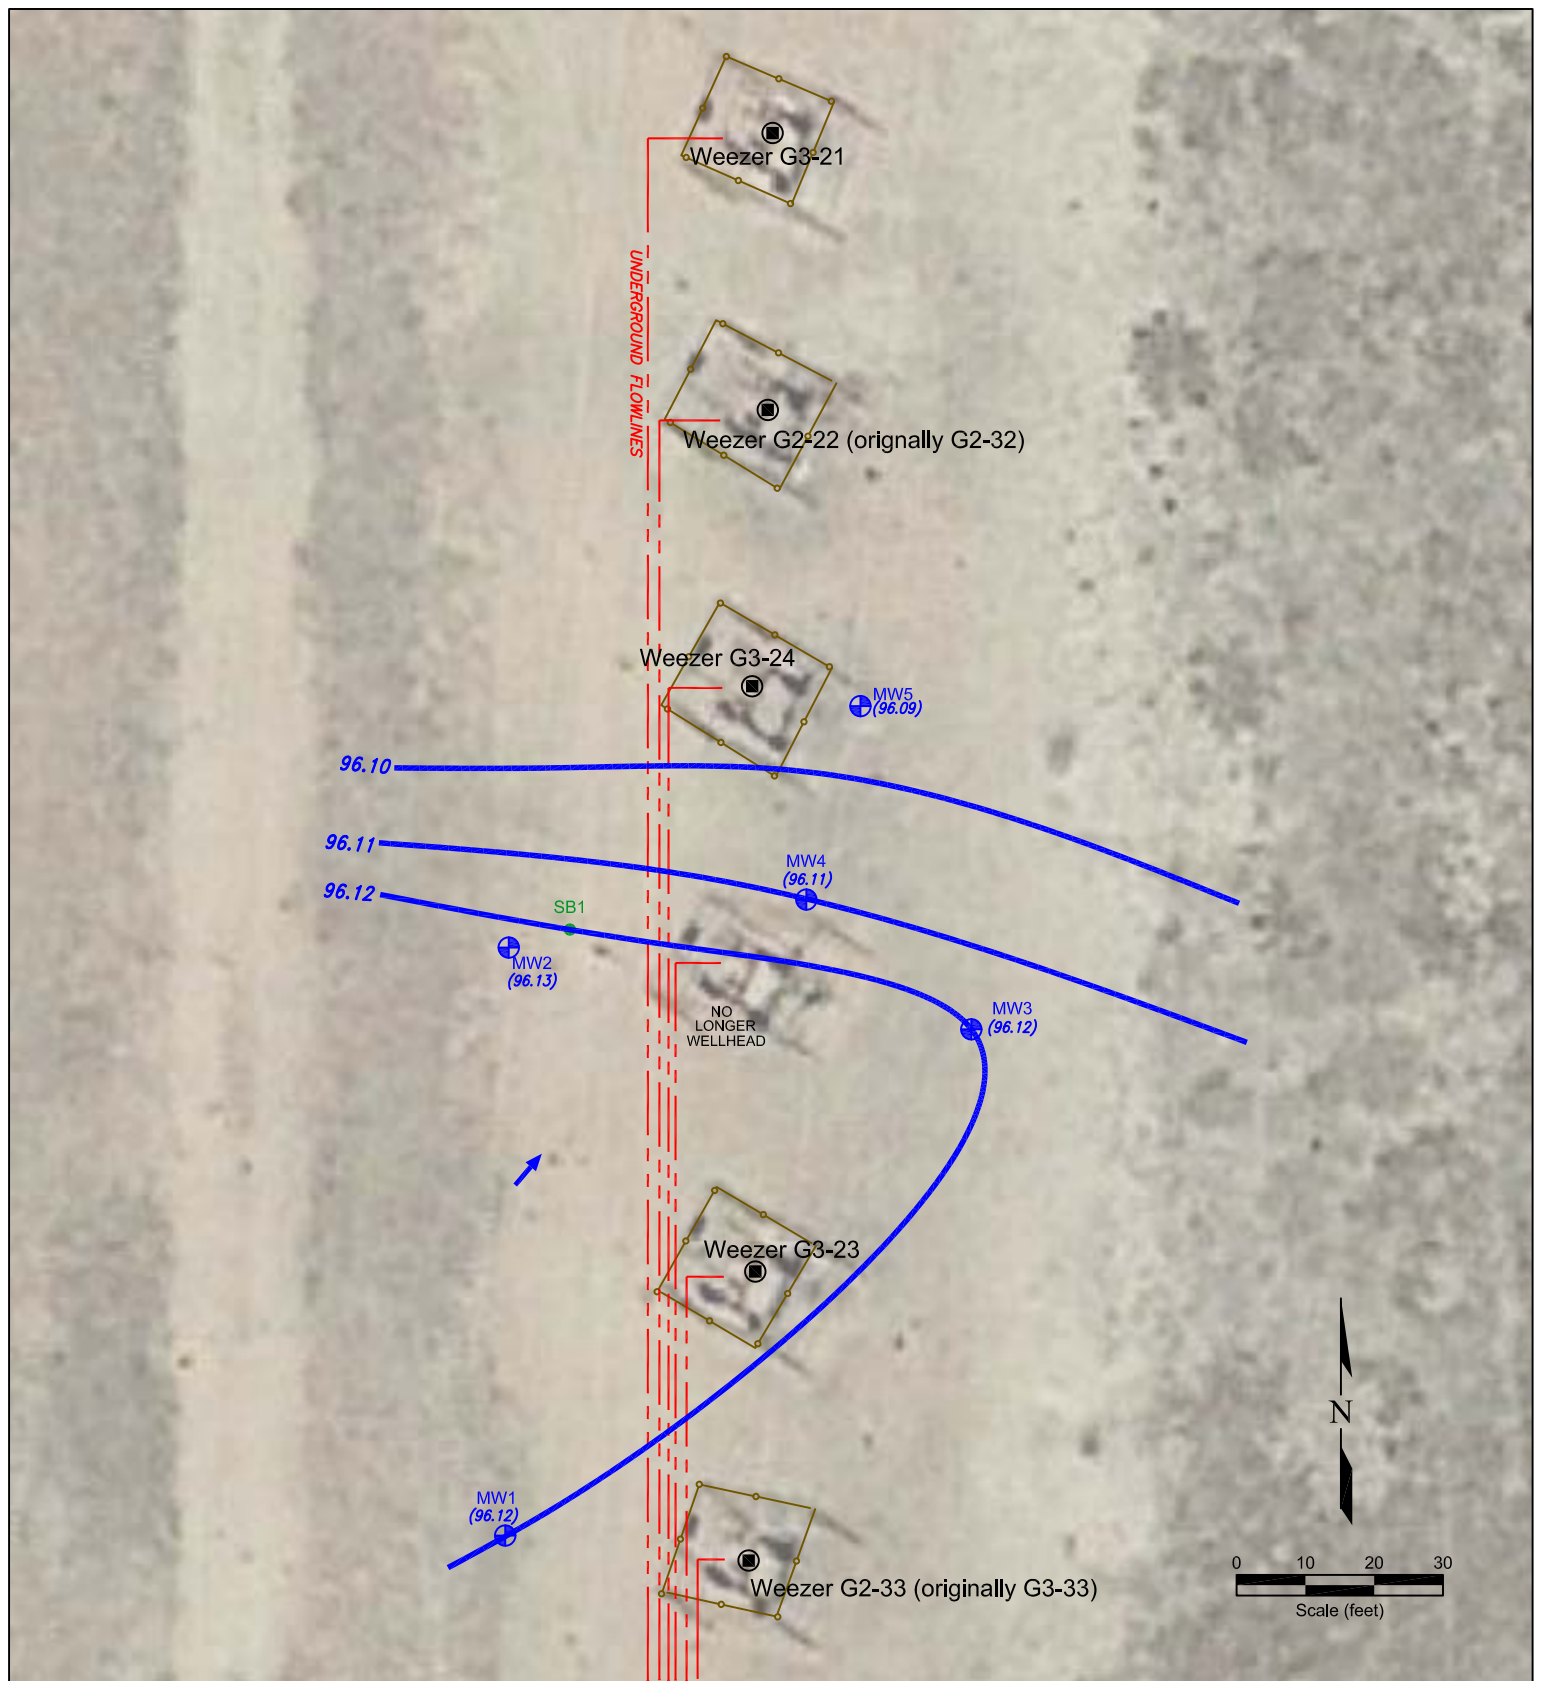 Weezer G3-21
UNDERGROUND FLOWLINES
Weezer G2-22 (orignally G2-32)
Weezer G3-24
MW5
(96.09)
96.10
96.11
MW4
(96.11)
96.12
SB1
MW2
(96.13)
MW3
(96.12)
NO
LONGER
WELLHEAD
Weezer G3-23
N
MW1
(96.12)
Weezer G2-33 (originally G3-33)
0 10 20 30
Scale (feet)